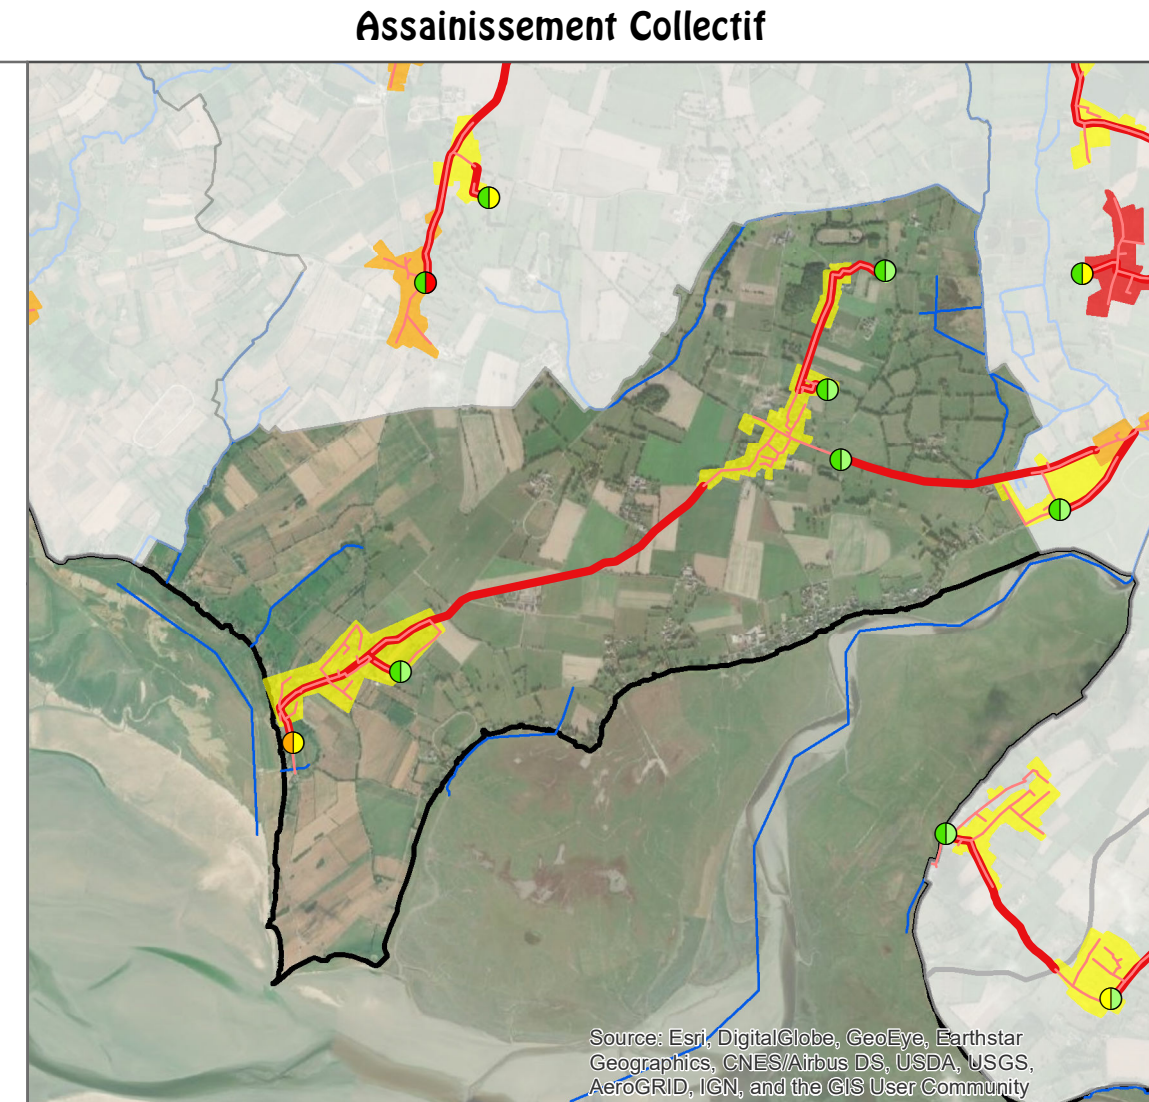 Assainissement Collectif
Source: Esri, DigitalGlobe, GeoEye, Earthstar
Geographics, CNES/Airbus DS, USDA, USGS,
AeroGRID, IGN, and the GIS User Community